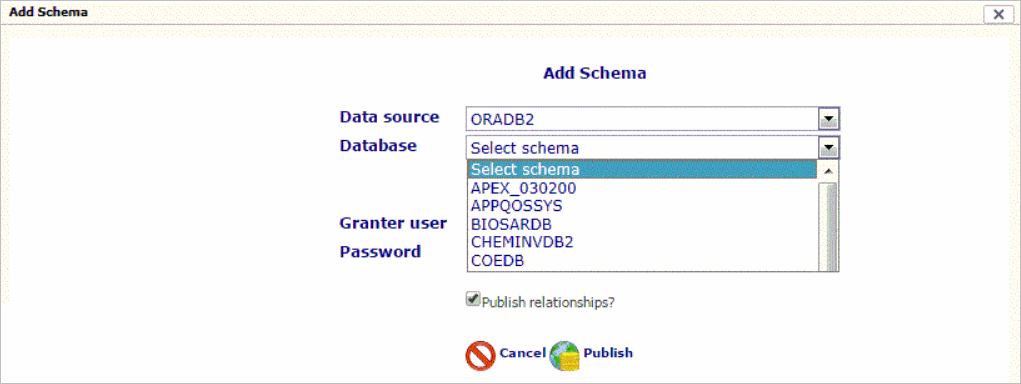 Add Schema
Add Schema
Data source ORADB2
Database Select schema
Select schema
APEX_030200
APPQOSSYS
BIOSARDB
Granter user
CHEMINVDB2
Password
COEDB
Publish relationships?
Cancel Publish